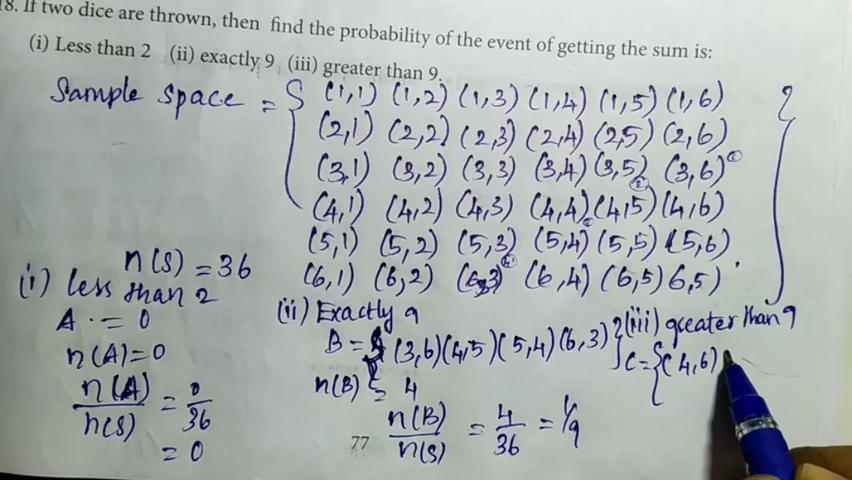 18. If two dice are thrown, then find the probability of the event of getting the sum is:
(i) Less than 2 (ii) exactly 9 (iii) greater than 9.
Sample space = { (1,1) (1,2) (1,3) (1,4) (1,5) (1,6) }
(2,1) (2,2) (2,3) (2,4) (2,5) (2,6)
(3,1) (3,2) (3,3) (3,4) (3,5) (3,6)
(4,1) (4,2) (4,3) (4,4) (4,5) (4,6)
(5,1) (5,2) (5,3) (5,4) (5,5) (5,6)
(6,1) (6,2) (6,3) (6,4) (6,5) 6,5) .
n(S) = 36
(i) less than 2
A = 0
n(A) = 0
n(A)/n(S) = 0/36
= 0
(ii) Exactly 9
B = { (3,6) (4,5) (5,4) (6,3) }
n(B) = 4
n(B)/n(S) = 4/36 = 1/9
(iii) greater than 9
C = { (4,6)
77